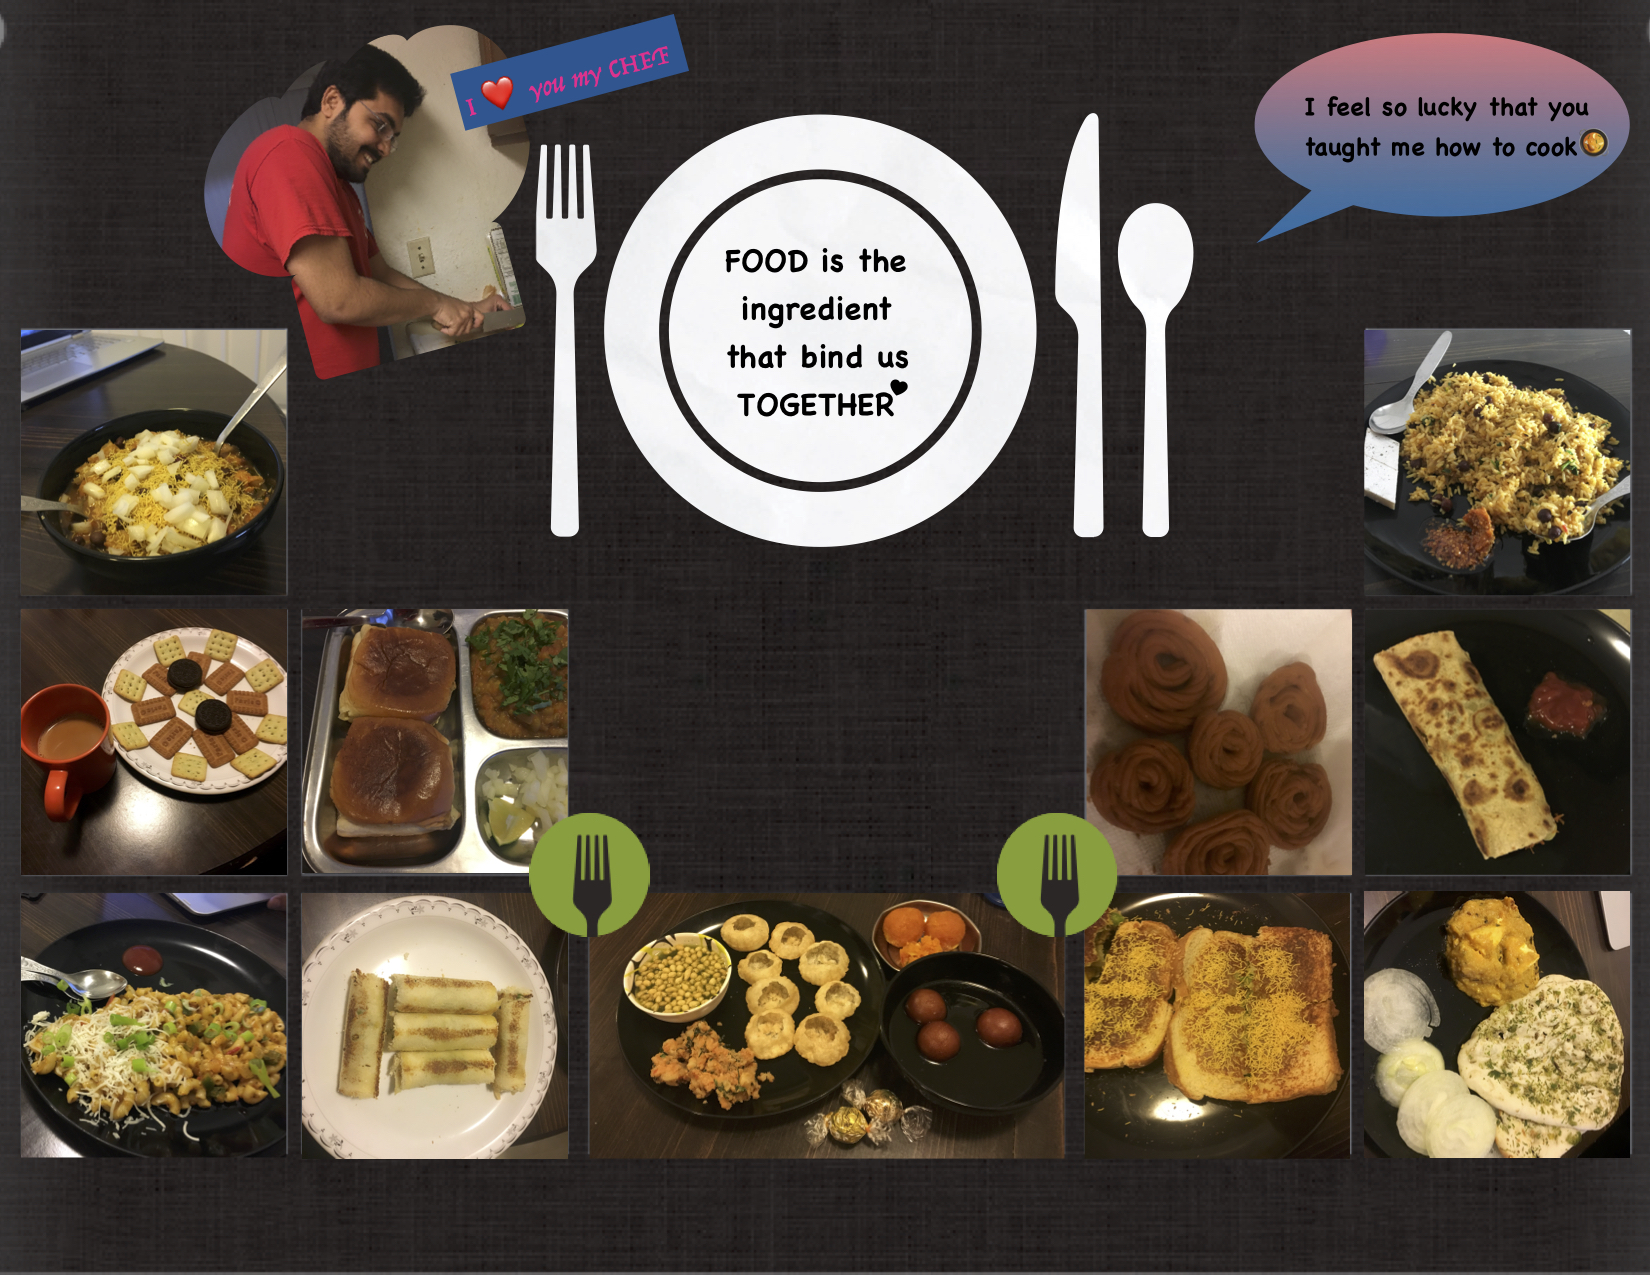 I ❤️ you my CHEF
I feel so lucky that you
taught me how to cook🥘
FOOD is the
ingredient
that bind us
TOGETHER♥